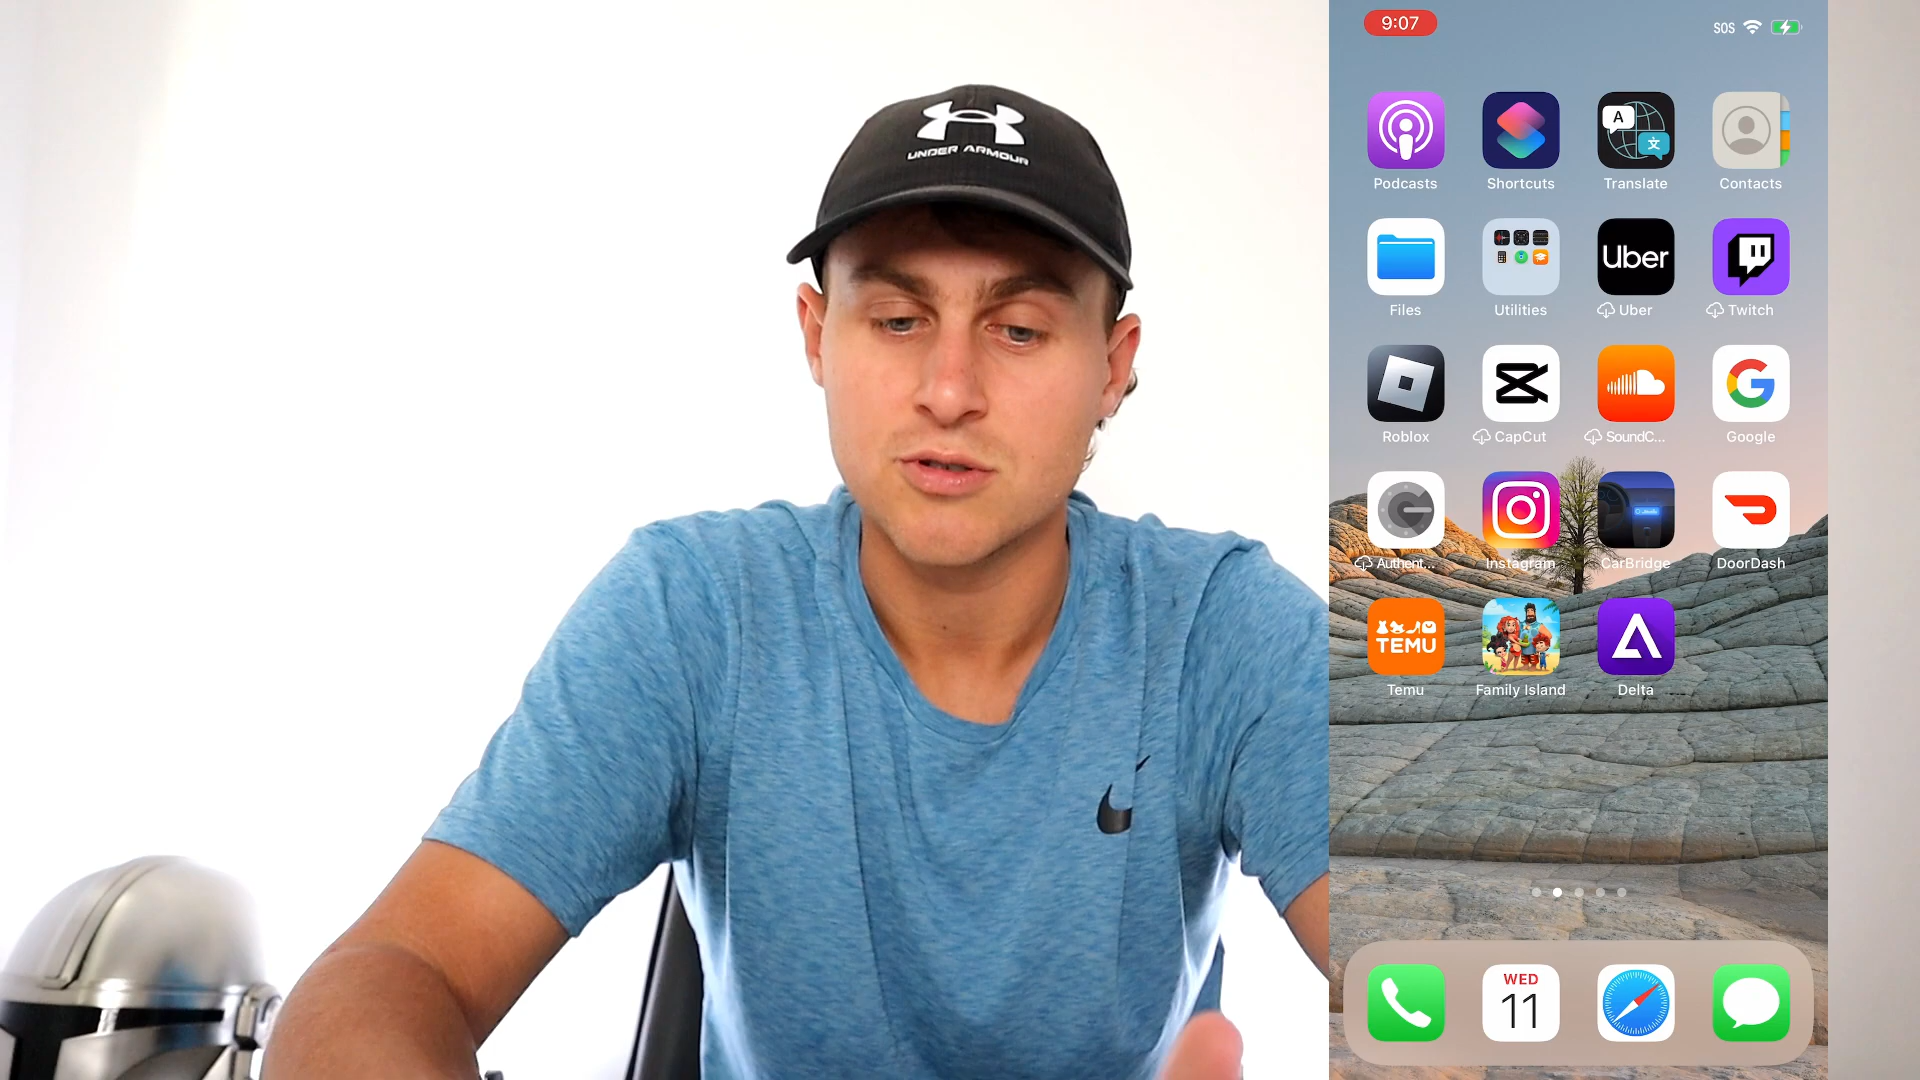 UNDER ARMOUR
9:07
SOS
A
文
Podcasts
Shortcuts
Translate
Contacts
Uber
Files
Utilities
Uber
Twitch
Roblox
CapCut
SoundC...
Google
Authent...
Instagram
CarBridge
DoorDash
TEMU
Temu
Family Island
Delta
WED
11